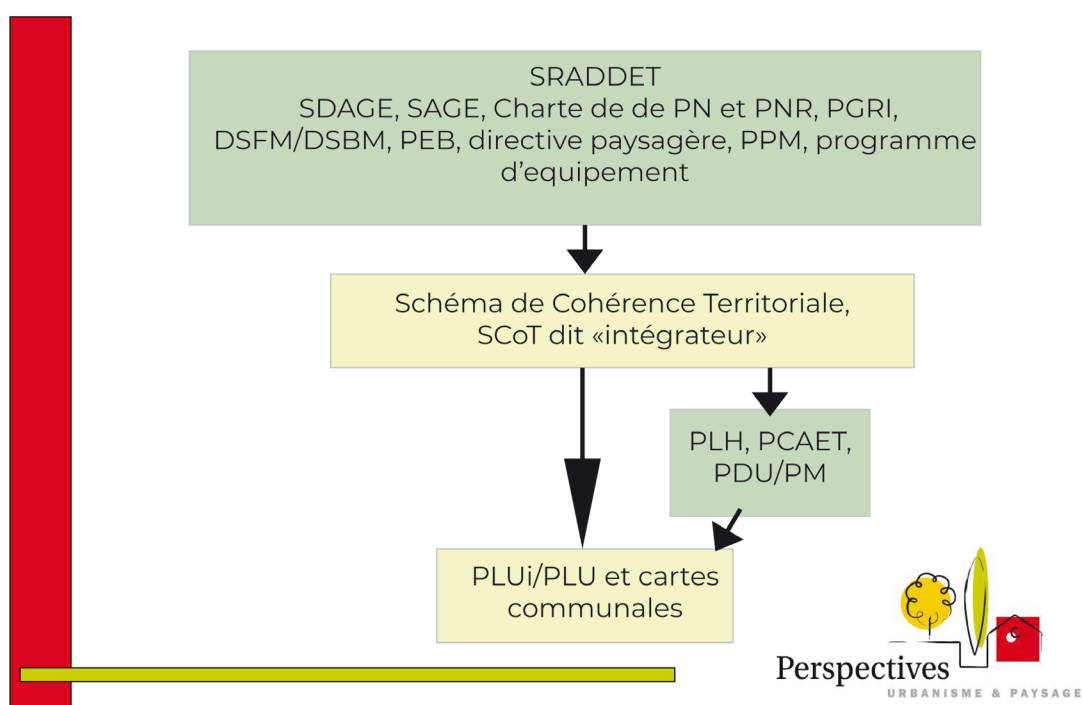 SRADDET
SDAGE, SAGE, Charte de de PN et PNR, PGRI,
DSFM/DSBM, PEB, directive paysagère, PPM, programme
d’equipement
Schéma de Cohérence Territoriale,
SCoT dit «intégrateur»
PLH, PCAET,
PDU/PM
PLUi/PLU et cartes
communales
Perspectives
URBANISME & PAYSAGE